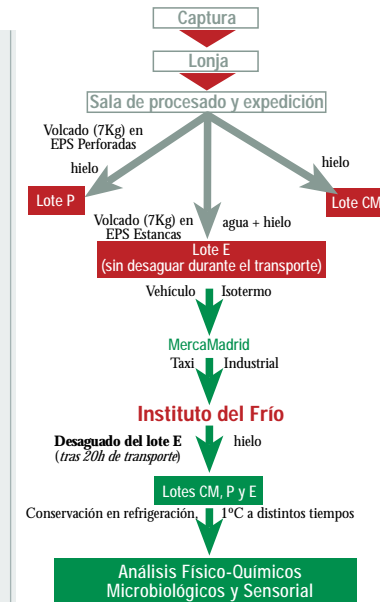 Captura
Lonja
Sala de procesado y expedición
Volcado (7Kg) en
EPS Perforadas
hielo
hielo
Lote P
Lote CM
Volcado (7Kg) en
EPS Estancas
agua + hielo
Lote E
(sin desaguar durante el transporte)
Vehículo Isotermo
MercaMadrid
Taxi Industrial
Instituto del Frío
Desaguado del lote E
(tras 20h de transporte)
hielo
Lotes CM, P y E
Conservación en refrigeración, 1ºC a distintos tiempos
Análisis Físico-Químicos
Microbiológicos y Sensorial